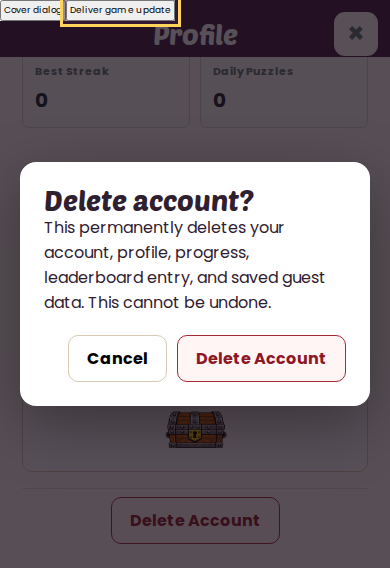 Cover dialog
Deliver game update
Profile
Best Streak
Daily Puzzles
0
0
Delete account?
This permanently deletes your
account, profile, progress,
leaderboard entry, and saved guest
data. This cannot be undone.
Cancel
Delete Account
Delete Account